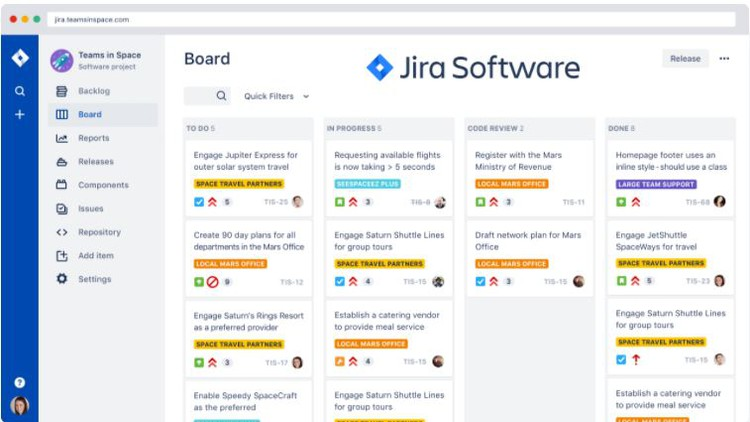 jira.teamsinspace.com
Teams in Space
Software project
Backlog
Board
Reports
Releases
Components
Issues
Repository
Add item
Settings
?
Board
Jira Software
Release
Quick Filters
TO DO 5
Engage Jupiter Express for
outer solar system travel
SPACE TRAVEL PARTNERS
5 TIS-25
Create 90 day plans for all
departments in the Mars Office
LOCAL MARS OFFICE
9 TIS-12
Engage Saturn's Rings Resort
as a preferred provider
SPACE TRAVEL PARTNERS
3 TIS-17
Enable Speedy SpaceCraft
as the preferred
IN PROGRESS 5
Requesting available flights
is now taking > 5 seconds
SEESPACEEZ PLUS
3
Engage Saturn Shuttle Lines
for group tours
SPACE TRAVEL PARTNERS
4 TIS-15
Establish a catering vendor
to provide meal service
LOCAL MARS OFFICE
4 TIS-15
Engage Saturn Shuttle Lines
for group tours
CODE REVIEW 2
Register with the Mars
Ministry of Revenue
LOCAL MARS OFFICE
3 TIS-11
Draft network plan for Mars
Office
LOCAL MARS OFFICE
3 TIS-15
DONE
Homepage footer uses an
inline style - should use a class
LARGE TEAM SUPPORT
TIS-68
Engage JetShuttle
SpaceWays for travel
SPACE TRAVEL PARTNERS
5 TIS-23
Engage Saturn Shuttle Lines
for group tours
SPACE TRAVEL PARTNERS
TIS-15
Establish a catering vendor
to provide meal service